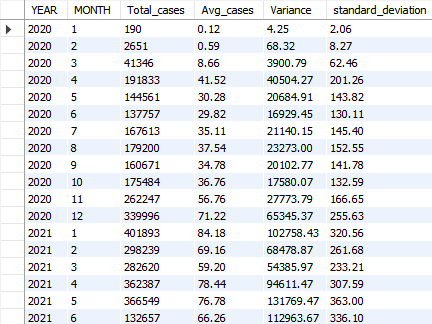 YEAR MONTH Total_cases Avg_cases Variance standard_deviation
2020 1 190 0.12 4.25 2.06
2020 2 2651 0.59 68.32 8.27
2020 3 41346 8.66 3900.79 62.46
2020 4 191833 41.52 40504.27 201.26
2020 5 144561 30.28 20684.91 143.82
2020 6 137757 29.82 16929.45 130.11
2020 7 167613 35.11 21140.15 145.40
2020 8 179200 37.54 23273.00 152.55
2020 9 160671 34.78 20102.77 141.78
2020 10 175484 36.76 17580.07 132.59
2020 11 262247 56.76 27773.79 166.65
2020 12 339996 71.22 65345.37 255.63
2021 1 401893 84.18 102758.43 320.56
2021 2 298239 69.16 68478.87 261.68
2021 3 282620 59.20 54385.97 233.21
2021 4 362387 78.44 94611.47 307.59
2021 5 366549 76.78 131769.47 363.00
2021 6 132657 66.26 112963.67 336.10